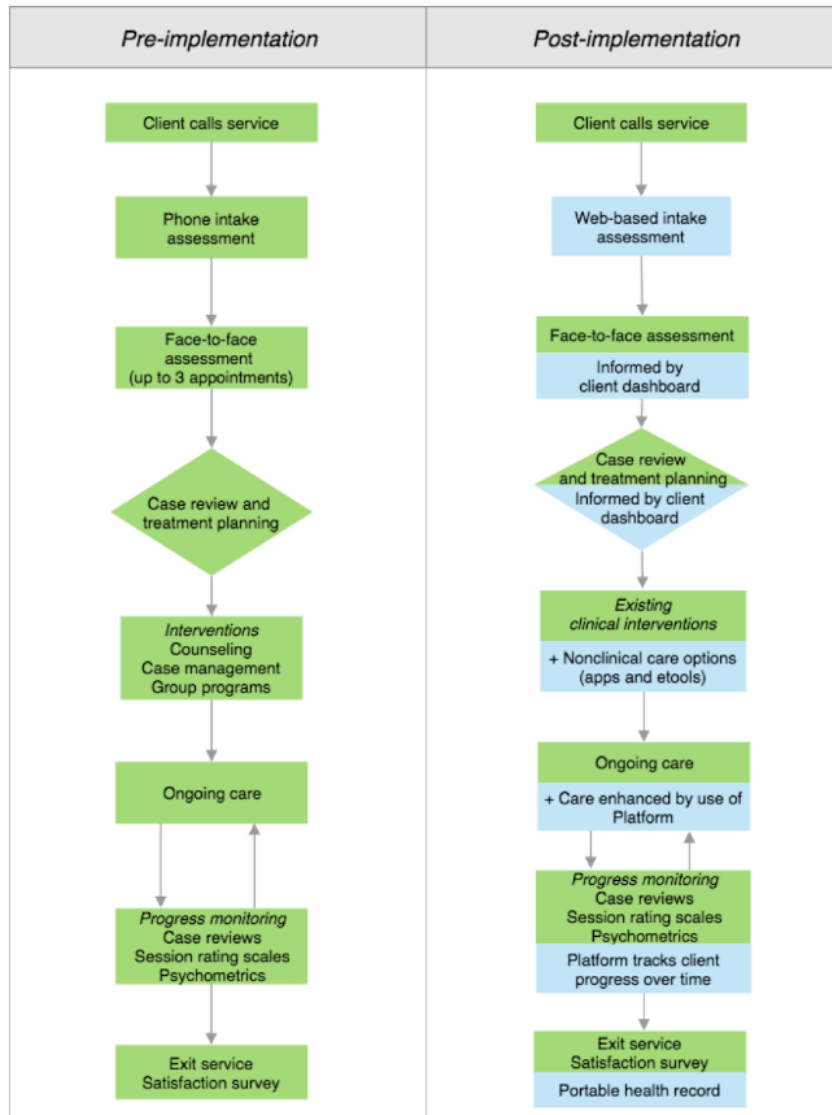 Pre-implementation
Client calls service
Phone intake
assessment
Face-to-face
assessment
(up to 3 appointments)
Case review and
treatment planning
Interventions
Counseling
Case management
Group programs
Ongoing care
Progress monitoring
Case reviews
Session rating scales
Psychometrics
Exit service
Satisfaction survey
Post-implementation
Client calls service
Web-based intake
assessment
Face-to-face assessment
Informed by
client dashboard
Case review
and treatment planning
Informed by client
dashboard
Existing
clinical interventions
+ Nonclinical care options
(apps and etools)
Ongoing care
+ Care enhanced by use of
Platform
Progress monitoring
Case reviews
Session rating scales
Psychometrics
Platform tracks client
progress over time
Exit service
Satisfaction survey
Portable health record